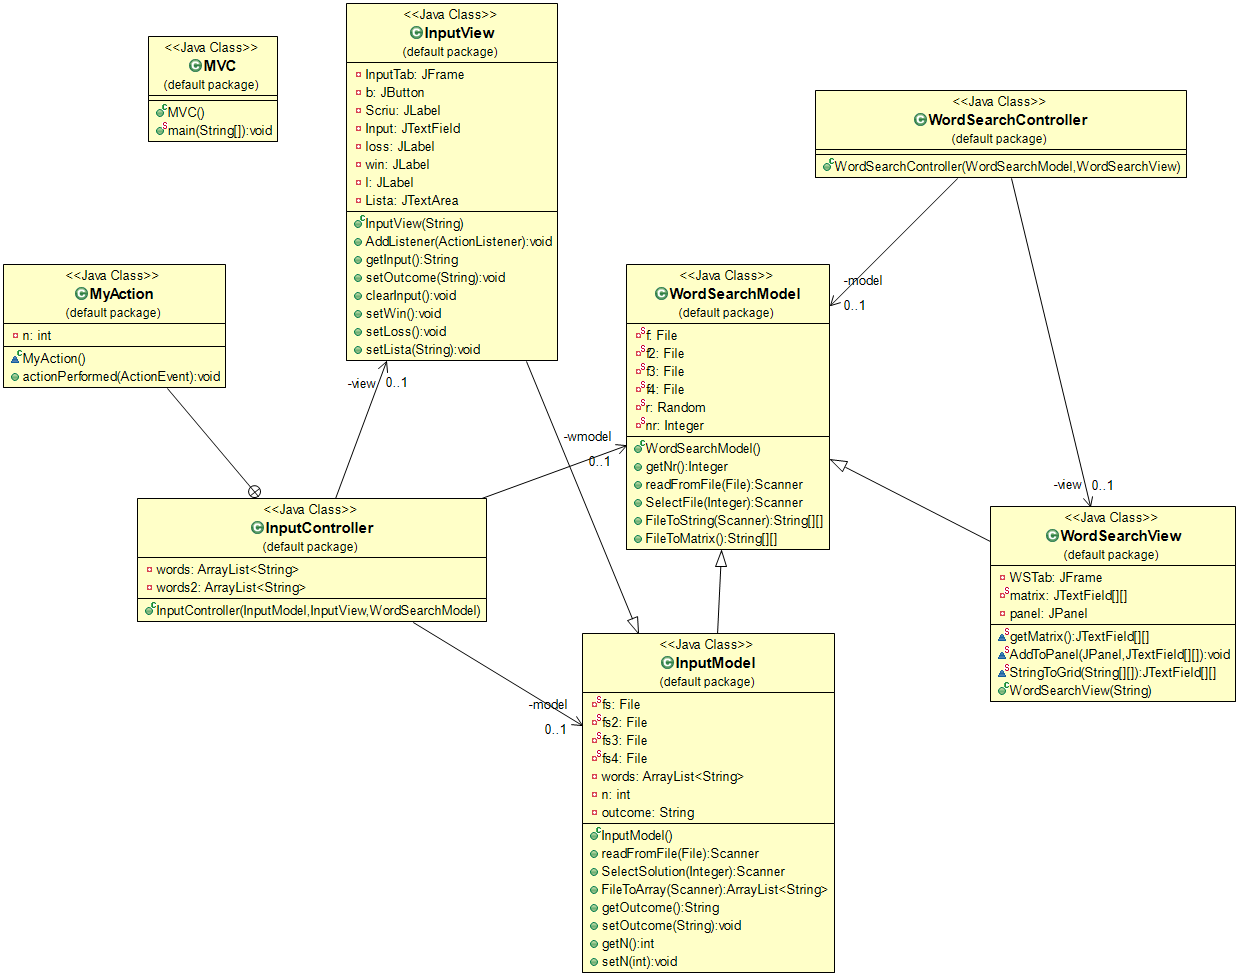 <<Java Class>>
MVC
(default package)
MVC()
main(String[]):void
<<Java Class>>
InputView
(default package)
InputTab: JFrame
b: JButton
Scriu: JLabel
Input: JTextField
loss: JLabel
win: JLabel
l: JLabel
Lista: JTextArea
InputView(String)
AddListener(ActionListener):void
getInput():String
setOutcome(String):void
clearInput():void
setWin():void
setLoss():void
setLista(String):void
<<Java Class>>
WordSearchController
(default package)
WordSearchController(WordSearchModel,WordSearchView)
<<Java Class>>
MyAction
(default package)
n: int
MyAction()
actionPerformed(ActionEvent):void
<<Java Class>>
WordSearchModel
(default package)
f: File
f2: File
f3: File
f4: File
r: Random
nr: Integer
WordSearchModel()
getNr():Integer
readFromFile(File):Scanner
SelectFile(Integer):Scanner
FileToString(Scanner):String[][]
FileToMatrix():String[][]
-model
0..1
-view
0..1
-wmodel
0..1
-view
0..1
<<Java Class>>
InputController
(default package)
words: ArrayList<String>
words2: ArrayList<String>
InputController(InputModel,InputView,WordSearchModel)
<<Java Class>>
WordSearchView
(default package)
WSTab: JFrame
matrix: JTextField[][]
panel: JPanel
getMatrix():JTextField[][]
AddToPanel(JPanel,JTextField[][]):void
StringToGrid(String[][]):JTextField[][]
WordSearchView(String)
-model
0..1
<<Java Class>>
InputModel
(default package)
fs: File
fs2: File
fs3: File
fs4: File
words: ArrayList<String>
n: int
outcome: String
InputModel()
readFromFile(File):Scanner
SelectSolution(Integer):Scanner
FileToArray(Scanner):ArrayList<String>
getOutcome():String
setOutcome(String):void
getN():int
setN(int):void